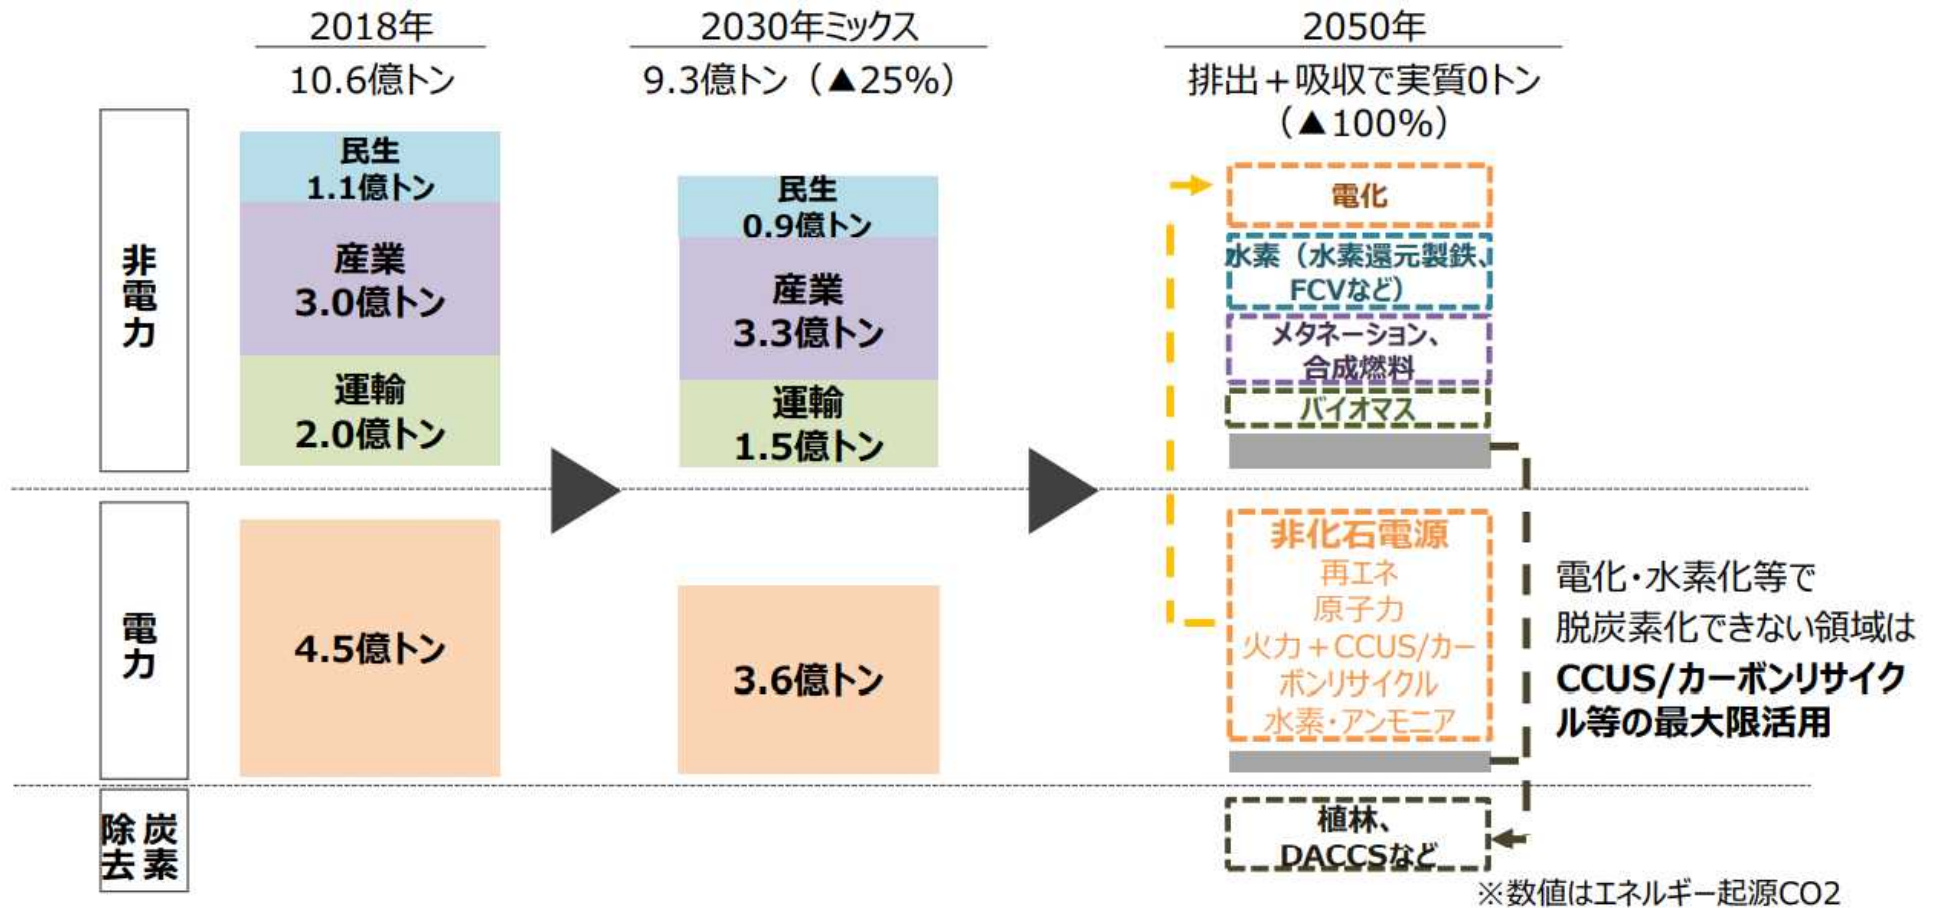 2018年
10.6億トン
2030年ミックス
9.3億トン（▲25%）
2050年
排出＋吸収で実質0トン
（▲100%）
非電力
民生
1.1億トン
産業
3.0億トン
運輸
2.0億トン
民生
0.9億トン
産業
3.3億トン
運輸
1.5億トン
電化
水素（水素還元製鉄、
FCVなど）
メタネーション、
合成燃料
バイオマス
電力
4.5億トン
3.6億トン
非化石電源
再エネ
原子力
火力＋CCUS/カー
ボンリサイクル
水素・アンモニア
電化・水素化等で
脱炭素化できない領域は
CCUS/カーボンリサイク
ル等の最大限活用
炭素
除去
植林、
DACCSなど
※数値はエネルギー起源CO2